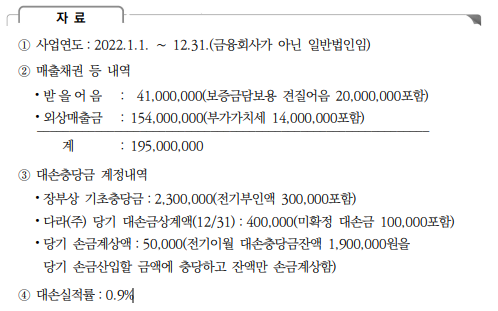 자 료
① 사업연도 : 2022.1.1. ~ 12.31.(금융회사가 아닌 일반법인임)
② 매출채권 등 내역
• 받 을 어 음 : 41,000,000(보증금담보용 견질어음 20,000,000포함)
• 외상매출금 : 154,000,000(부가가치세 14,000,000포함)
계 : 195,000,000
③ 대손충당금 계정내역
• 장부상 기초충당금 : 2,300,000(전기부인액 300,000포함)
• 다라(주) 당기 대손금상계액(12/31) : 400,000(미확정 대손금 100,000포함)
• 당기 손금계상액 : 50,000(전기이월 대손충당금잔액 1,900,000원을
당기 손금산입할 금액에 충당하고 잔액만 손금계상함)
④ 대손실적률 : 0.9%